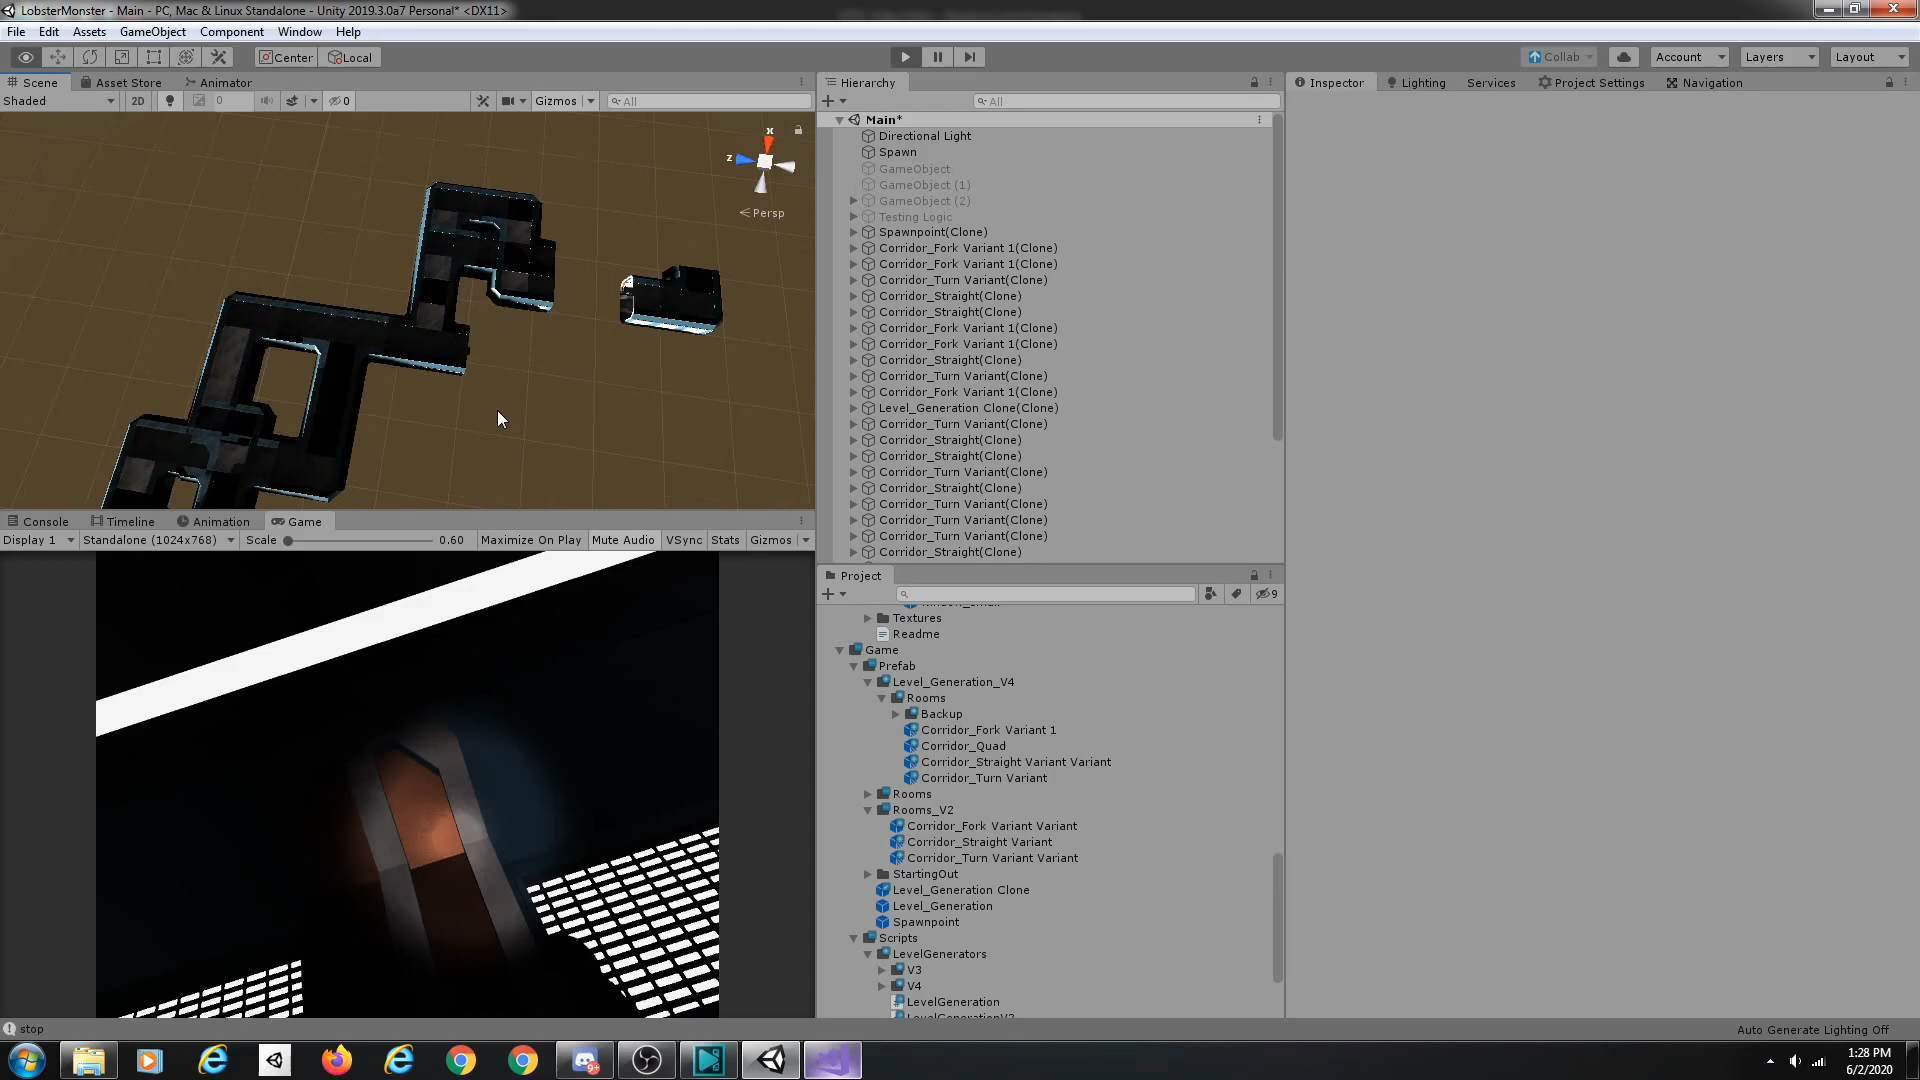 LobsterMonster - Main - PC, Mac & Linux Standalone - Unity 2019.3.0a7 Personal* <DX11>
File Edit Assets GameObject Component Window Help
Center Local
Collab Account Layers Layout
Scene Asset Store Animator
Shaded 2D 0 0 Gizmos All
x
z
Persp
Hierarchy
All
Main*
Directional Light
Spawn
GameObject
GameObject (1)
GameObject (2)
Testing Logic
Spawnpoint(Clone)
Corridor_Fork Variant 1(Clone)
Corridor_Fork Variant 1(Clone)
Corridor_Turn Variant(Clone)
Corridor_Straight(Clone)
Corridor_Straight(Clone)
Corridor_Fork Variant 1(Clone)
Corridor_Fork Variant 1(Clone)
Corridor_Straight(Clone)
Corridor_Turn Variant(Clone)
Corridor_Fork Variant 1(Clone)
Level_Generation Clone(Clone)
Corridor_Turn Variant(Clone)
Corridor_Straight(Clone)
Corridor_Straight(Clone)
Corridor_Turn Variant(Clone)
Corridor_Straight(Clone)
Corridor_Turn Variant(Clone)
Corridor_Turn Variant(Clone)
Corridor_Turn Variant(Clone)
Corridor_Straight(Clone)
Inspector Lighting Services Project Settings Navigation
Console Timeline Animation Game
Display 1 Standalone (1024x768) Scale 0.60 Maximize On Play Mute Audio VSync Stats Gizmos
Project
9
Textures
Readme
Game
Prefab
Level_Generation_V4
Rooms
Backup
Corridor_Fork Variant 1
Corridor_Quad
Corridor_Straight Variant Variant
Corridor_Turn Variant
Rooms
Rooms_V2
Corridor_Fork Variant Variant
Corridor_Straight Variant
Corridor_Turn Variant Variant
StartingOut
Level_Generation Clone
Level_Generation
Spawnpoint
Scripts
LevelGenerators
V3
V4
LevelGeneration
LevelGenerationV2
stop
Auto Generate Lighting Off
9+
1:28 PM
6/2/2020